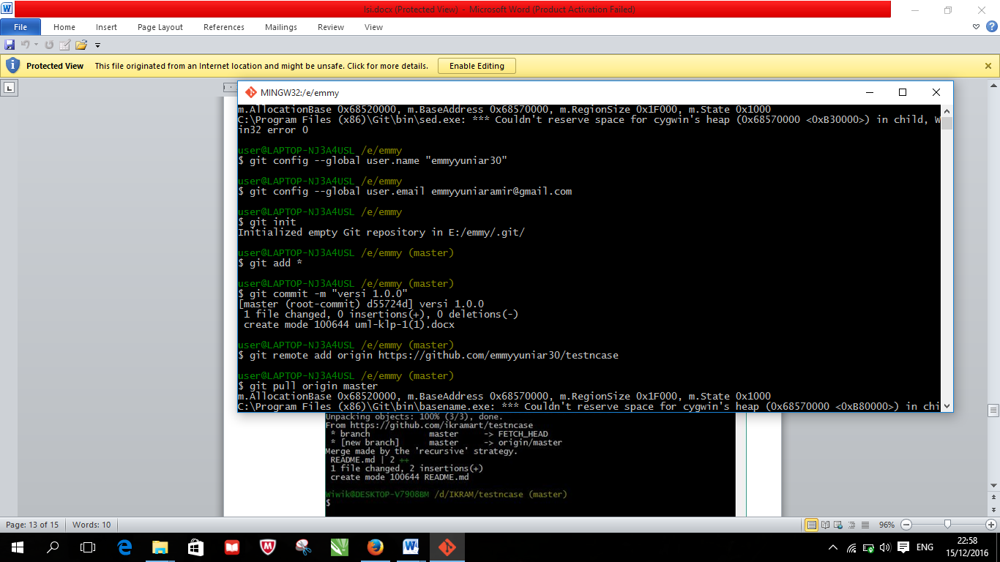 lsi.docx (Protected View) - Microsoft Word (Product Activation Failed)
File Home Insert Page Layout References Mailings Review View
Protected View This file originated from an Internet location and might be unsafe. Click for more details. Enable Editing
MINGW32:/e/emmy
m.AllocationBase 0x68520000, m.BaseAddress 0x68570000, m.RegionSize 0x1F000, m.State 0x1000
C:\Program Files (x86)\Git\bin\sed.exe: *** Couldn't reserve space for cygwin's heap (0x68570000 <0xB30000>) in child, W
in32 error 0
user@LAPTOP-NJ3A4USL /e/emmy
$ git config --global user.name "emmyyuniar30"
user@LAPTOP-NJ3A4USL /e/emmy
$ git config --global user.email emmyyuniaramir@gmail.com
user@LAPTOP-NJ3A4USL /e/emmy
$ git init
Initialized empty Git repository in E:/emmy/.git/
user@LAPTOP-NJ3A4USL /e/emmy (master)
$ git add *
user@LAPTOP-NJ3A4USL /e/emmy (master)
$ git commit -m "versi 1.0.0"
[master (root-commit) d55724d] versi 1.0.0
1 file changed, 0 insertions(+), 0 deletions(-)
create mode 100644 uml-klp-1(1).docx
user@LAPTOP-NJ3A4USL /e/emmy (master)
$ git remote add origin https://github.com/emmyyuniar30/testncase
user@LAPTOP-NJ3A4USL /e/emmy (master)
$ git pull origin master
m.AllocationBase 0x68520000, m.BaseAddress 0x68570000, m.RegionSize 0x1F000, m.State 0x1000
C:\Program Files (x86)\Git\bin\basename.exe: *** Couldn't reserve space for cygwin's heap (0x68570000 <0xB80000>) in chi
Unpacking objects: 100% (3/3), done.
From https://github.com/ikramart/testncase
* branch master -> FETCH_HEAD
* [new branch] master -> origin/master
Merge made by the 'recursive' strategy.
README.md | 2 ++
1 file changed, 2 insertions(+)
create mode 100644 README.md
Wiwik@DESKTOP-V7908BM /d/IKRAM/testncase (master)
$
Page: 13 of 15 Words: 10 96%
ENG 22:58
15/12/2016